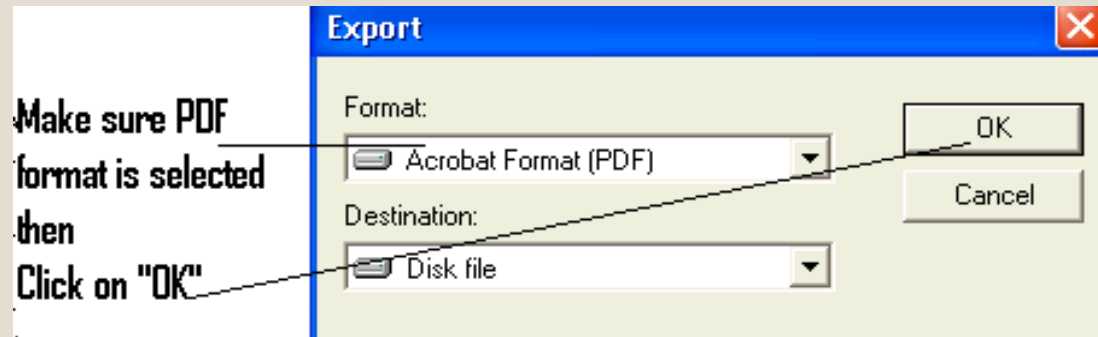 Make sure PDF
format is selected
then
Click on "OK"
Export
Format:
Acrobat Format (PDF)
Destination:
Disk file
OK
Cancel